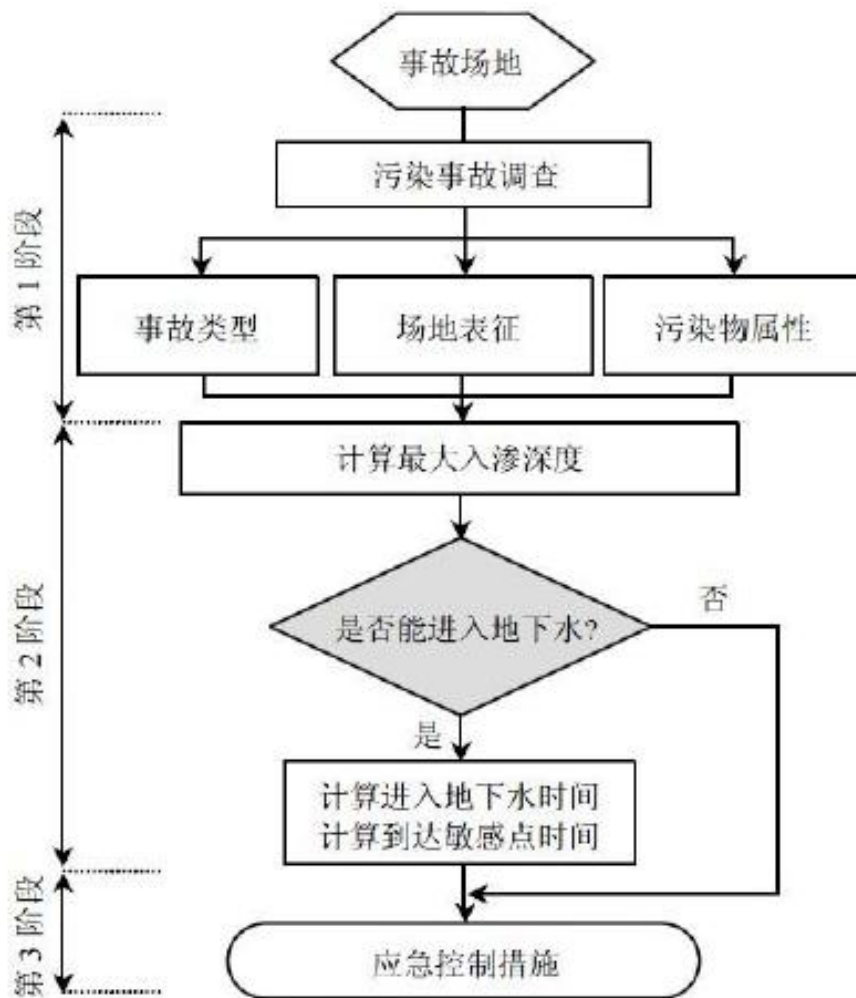 事故场地
污染事故调查
第 1 阶段
事故类型
场地表征
污染物属性
计算最大入渗深度
第 2 阶段
是否能进入地下水?
否
是
计算进入地下水时间
计算到达敏感点时间
第 3 阶段
应急控制措施